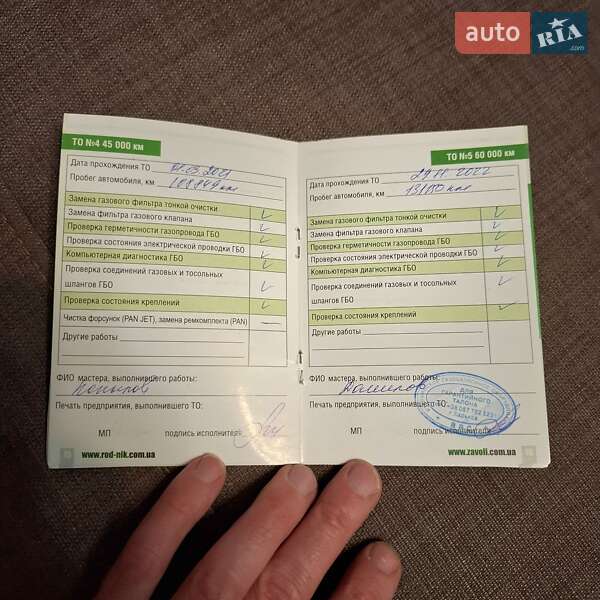 auto RIA .com
ТО №4 45 000 км
Дата прохождения ТО
Пробег автомобиля, км
Замена газового фильтра тонкой очистки
Замена фильтра газового клапана
Проверка герметичности газопровода ГБО
Проверка состояния электрической проводки ГБО
Компьютерная диагностика ГБО
Проверка соединений газовых и тосольных
шлангов ГБО
Проверка состояния креплений
Чистка форсунок (PAN JET), замена ремкомплекта (PAN)
Другие работы
ФИО мастера, выполнившего работы:
Печать предприятия, выполнившего ТО:
МП подпись исполнителя
www.rod-nik.com.ua
ТО №5 60 000 км
Дата прохождения ТО
Пробег автомобиля, км
Замена газового фильтра тонкой очистки
Замена фильтра газового клапана
Проверка герметичности газопровода ГБО
Проверка состояния электрической проводки ГБО
Компьютерная диагностика ГБО
Проверка соединений газовых и тосольных
шлангов ГБО
Проверка состояния креплений
Другие работы
ФИО мастера, выполнившего работы:
Печать предприятия, выполнившего ТО:
ДЛЯ
ГАРАНТИЙНОГО
ТАЛОНА
МП подпись исполнителя
www.zavoli.com.ua